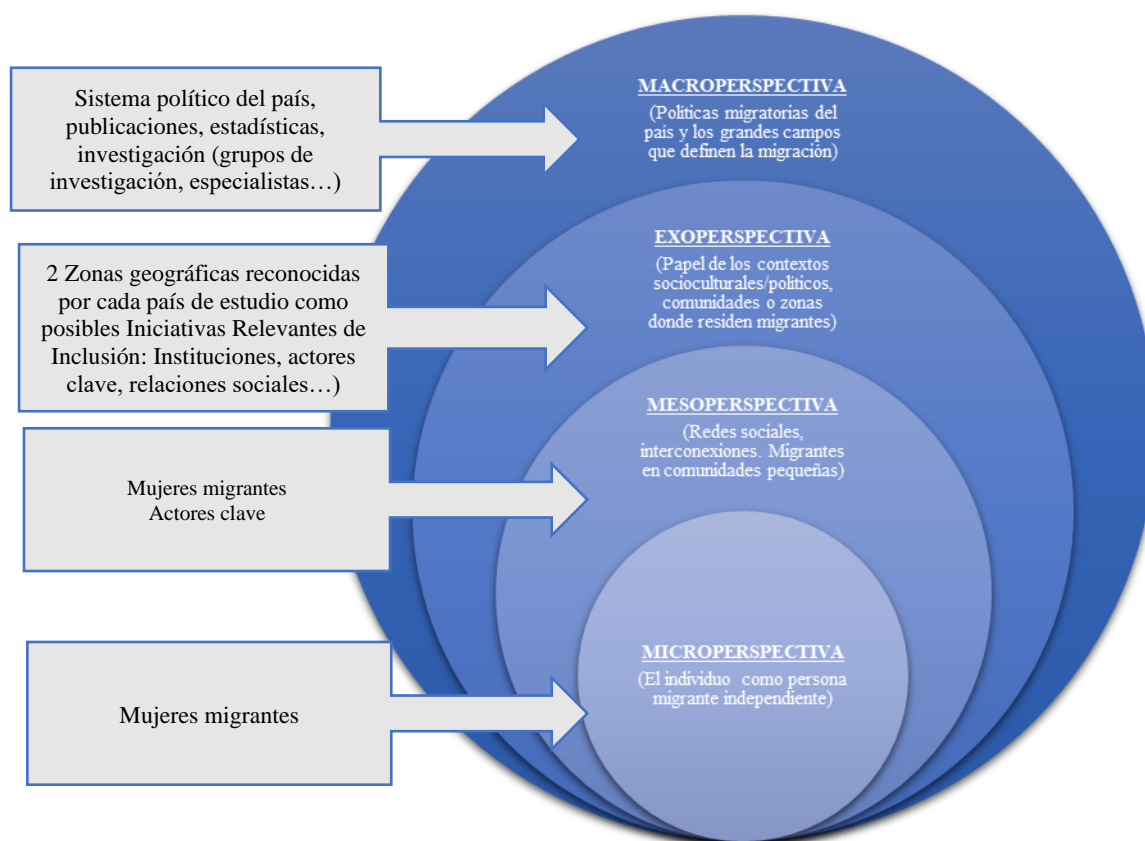 Sistema político del país,
publicaciones, estadísticas,
investigación (grupos de
investigación, especialistas…)
MACROPERSPECTIVA
(Políticas migratorias del
país y los grandes campos
que definen la migración)
2 Zonas geográficas reconocidas
por cada país de estudio como
posibles Iniciativas Relevantes de
Inclusión: Instituciones, actores
clave, relaciones sociales…)
EXOPERSPECTIVA
(Papel de los contextos
socioculturales/políticos,
comunidades o zonas
donde residen migrantes)
Mujeres migrantes
Actores clave
MESOPERSPECTIVA
(Redes sociales,
interconexiones. Migrantes
en comunidades pequeñas)
Mujeres migrantes
MICROPERSPECTIVA
(El individuo como persona
migrante independiente)